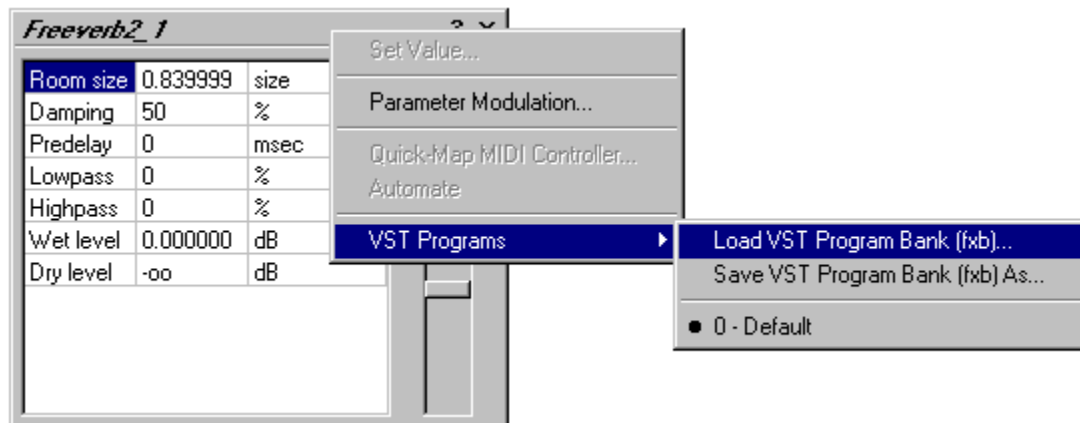 Freeverb2_1 ? ×
Room size 0.839999 size
Damping 50 %
Predelay 0 msec
Lowpass 0 %
Highpass 0 %
Wet level 0.000000 dB
Dry level -oo dB
Set Value...
Parameter Modulation...
Quick-Map MIDI Controller...
Automate
VST Programs
Load VST Program Bank (fxb)...
Save VST Program Bank (fxb) As...
0 - Default